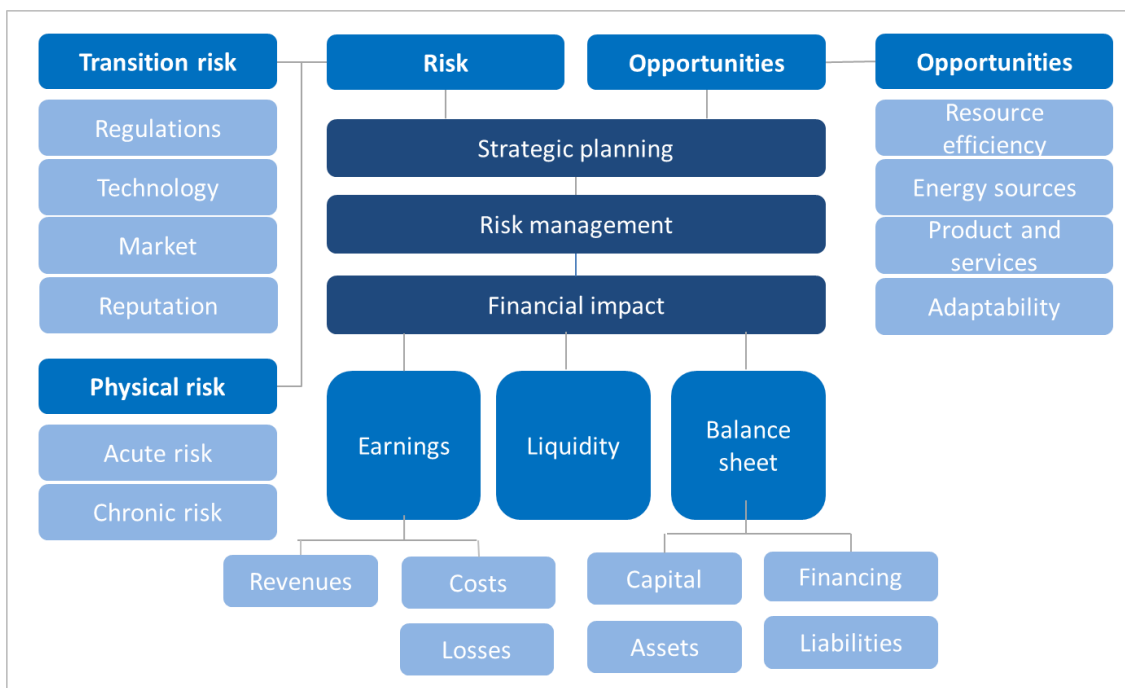 Transition risk
Risk
Opportunities
Opportunities
Regulations
Technology
Market
Reputation
Physical risk
Acute risk
Chronic risk
Strategic planning
Risk management
Financial impact
Earnings
Liquidity
Balance
sheet
Resource
efficiency
Energy sources
Product and
services
Adaptability
Revenues
Costs
Losses
Capital
Financing
Assets
Liabilities